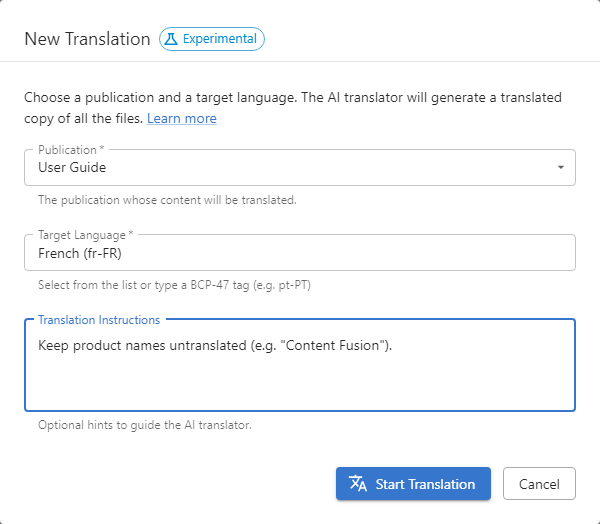 New Translation Experimental
Choose a publication and a target language. The AI translator will generate a translated
copy of all the files. Learn more
Publication *
User Guide
The publication whose content will be translated.
Target Language *
French (fr-FR)
Select from the list or type a BCP-47 tag (e.g. pt-PT)
Translation Instructions
Keep product names untranslated (e.g. "Content Fusion").
Optional hints to guide the AI translator.
Start Translation Cancel